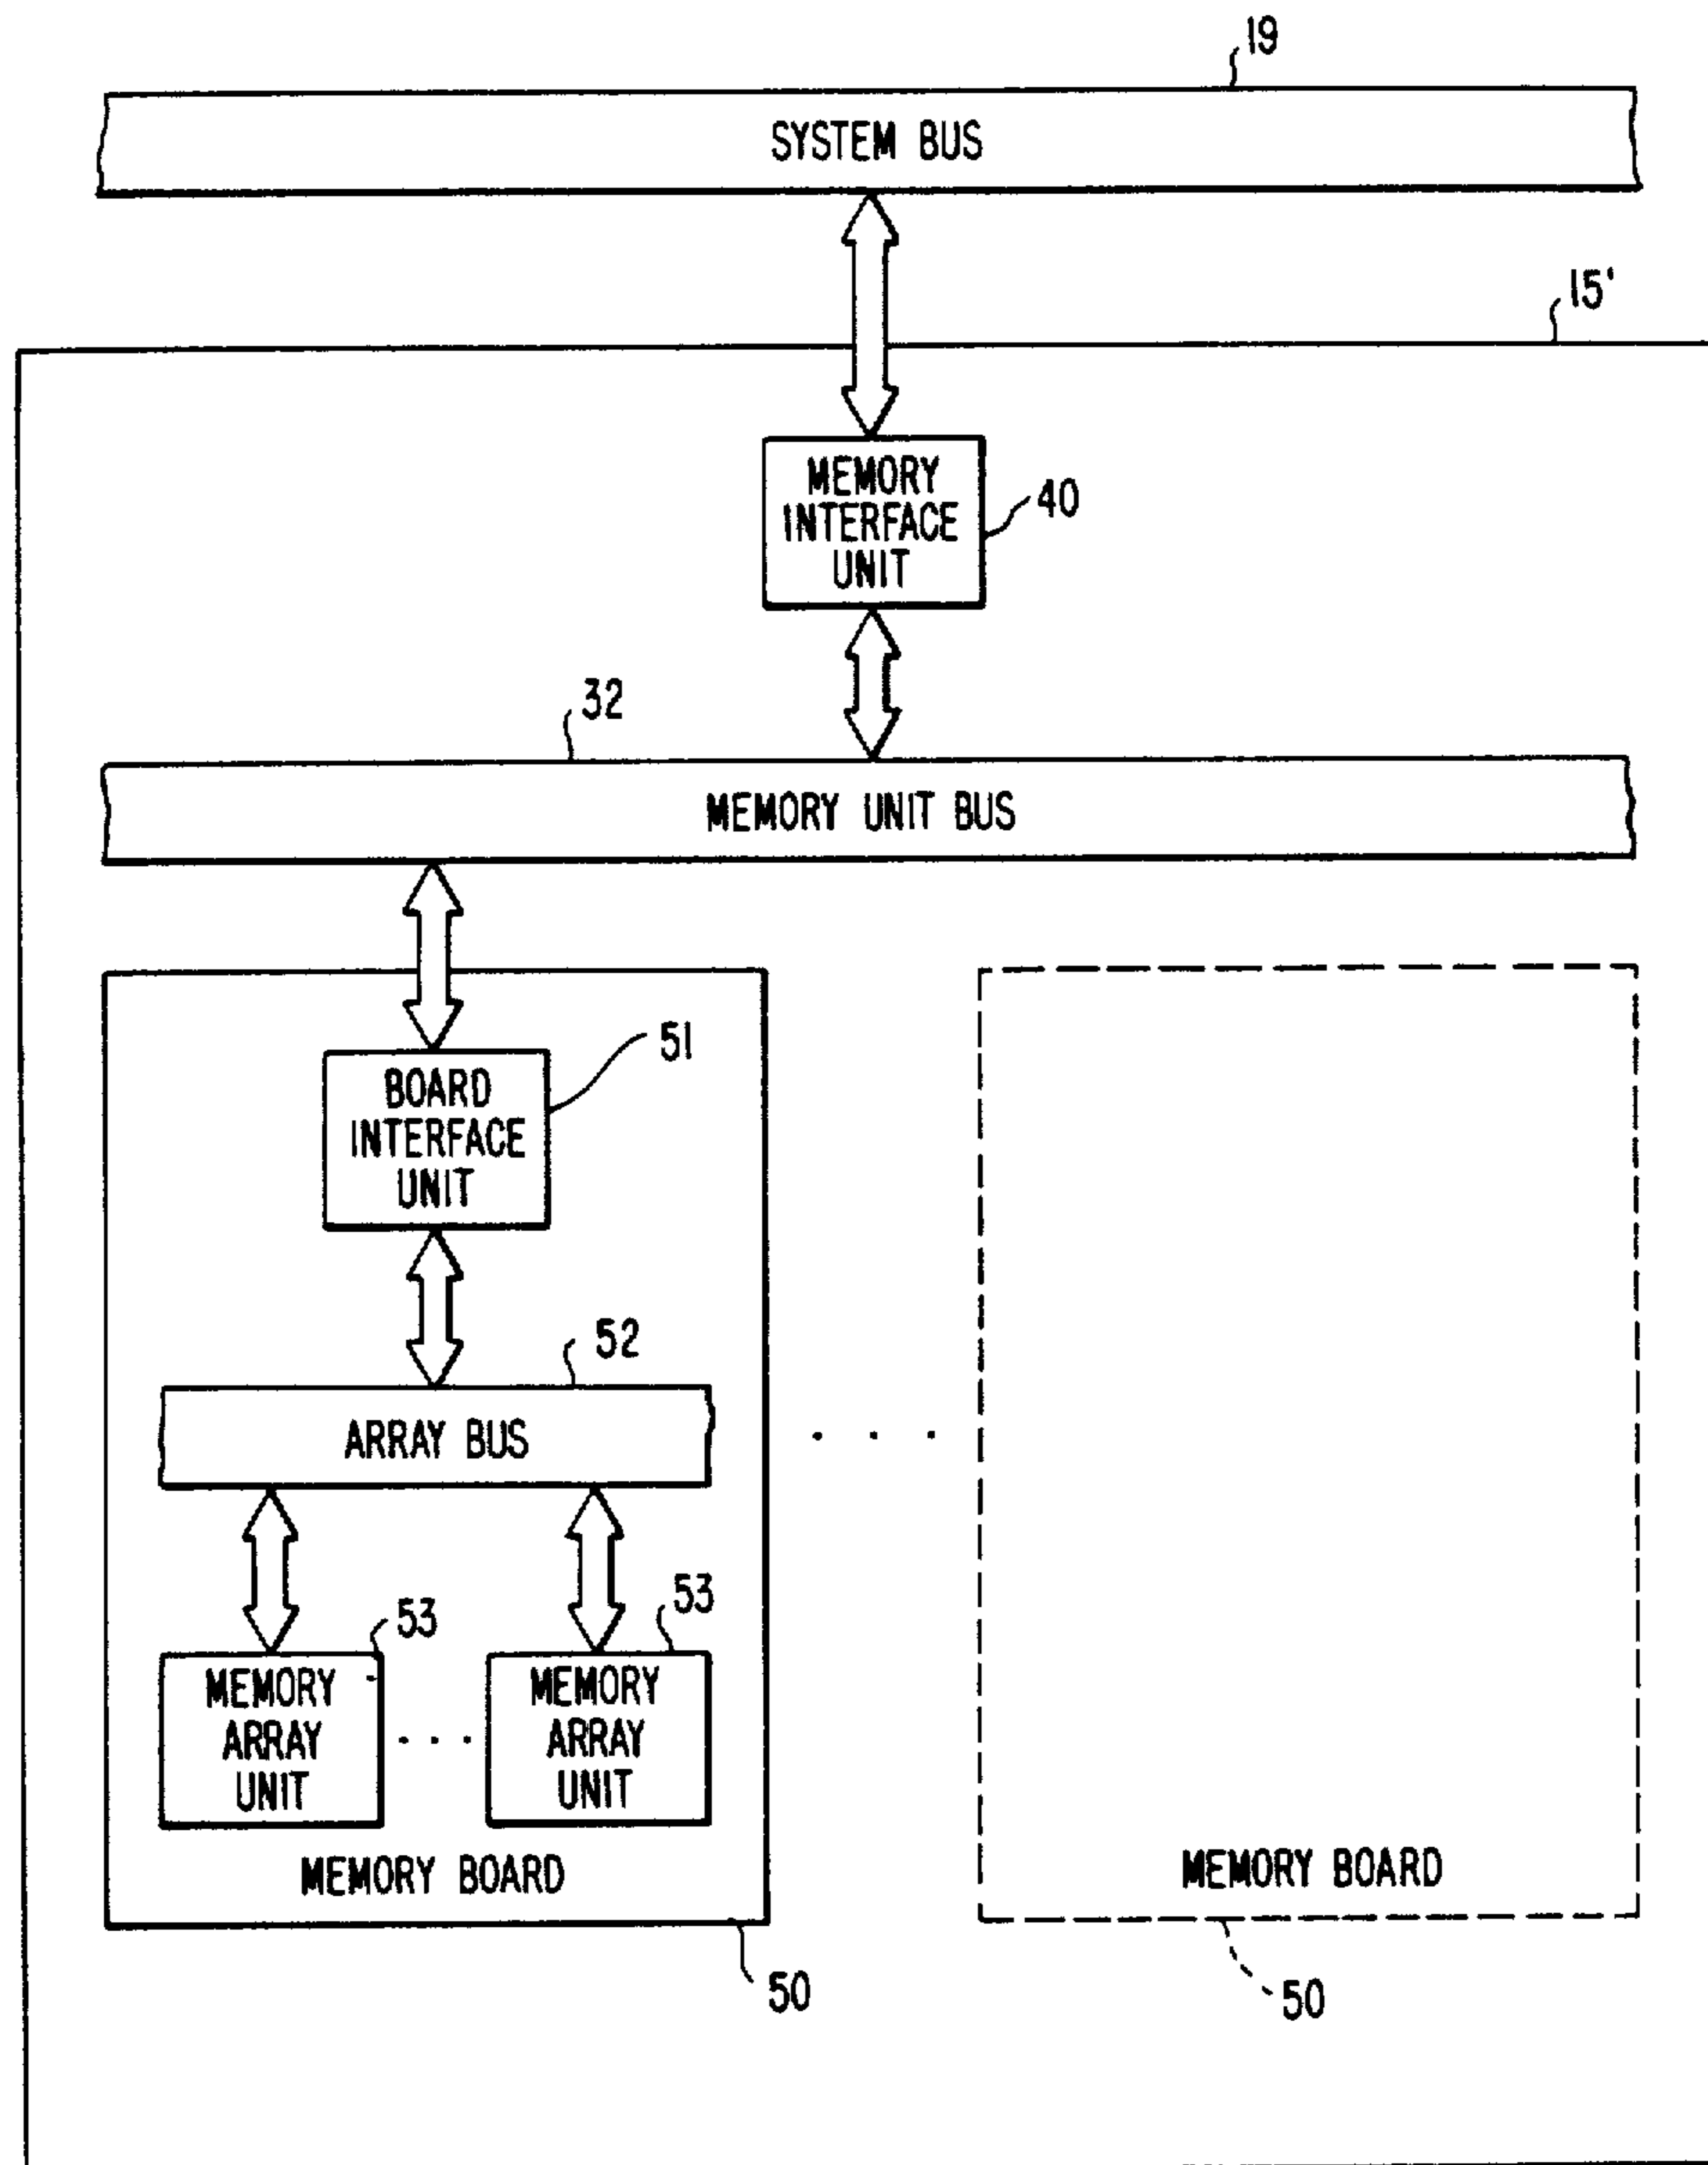 19
SYSTEM BUS
15'
MEMORY
INTERFACE
UNIT
40
32
MEMORY UNIT BUS
51
BOARD
INTERFACE
UNIT
52
ARRAY BUS
. . .
53
53
MEMORY
ARRAY
UNIT
. . .
MEMORY
ARRAY
UNIT
MEMORY BOARD
MEMORY BOARD
50
50